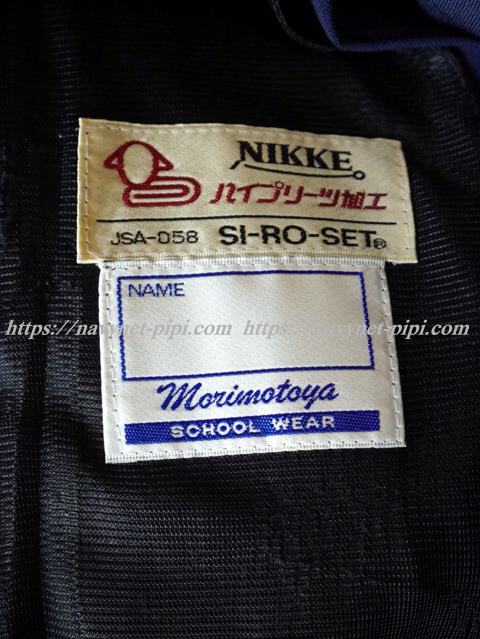 NIKKE
ハイプリーツ加工
JSA-058 SI-RO-SET®
NAME
https://navynet-pipi.com https://navynet-pipi.com
Morimotoya
SCHOOL WEAR